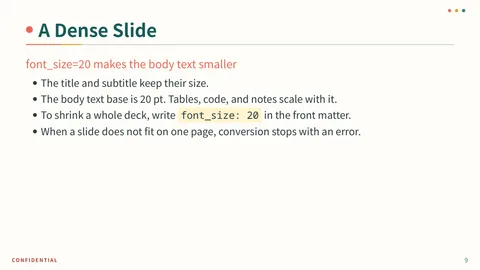 A Dense Slide
font_size=20 makes the body text smaller
• The title and subtitle keep their size.
• The body text base is 20 pt. Tables, code, and notes scale with it.
• To shrink a whole deck, write font_size: 20 in the front matter.
• When a slide does not fit on one page, conversion stops with an error.
CONFIDENTIAL
9